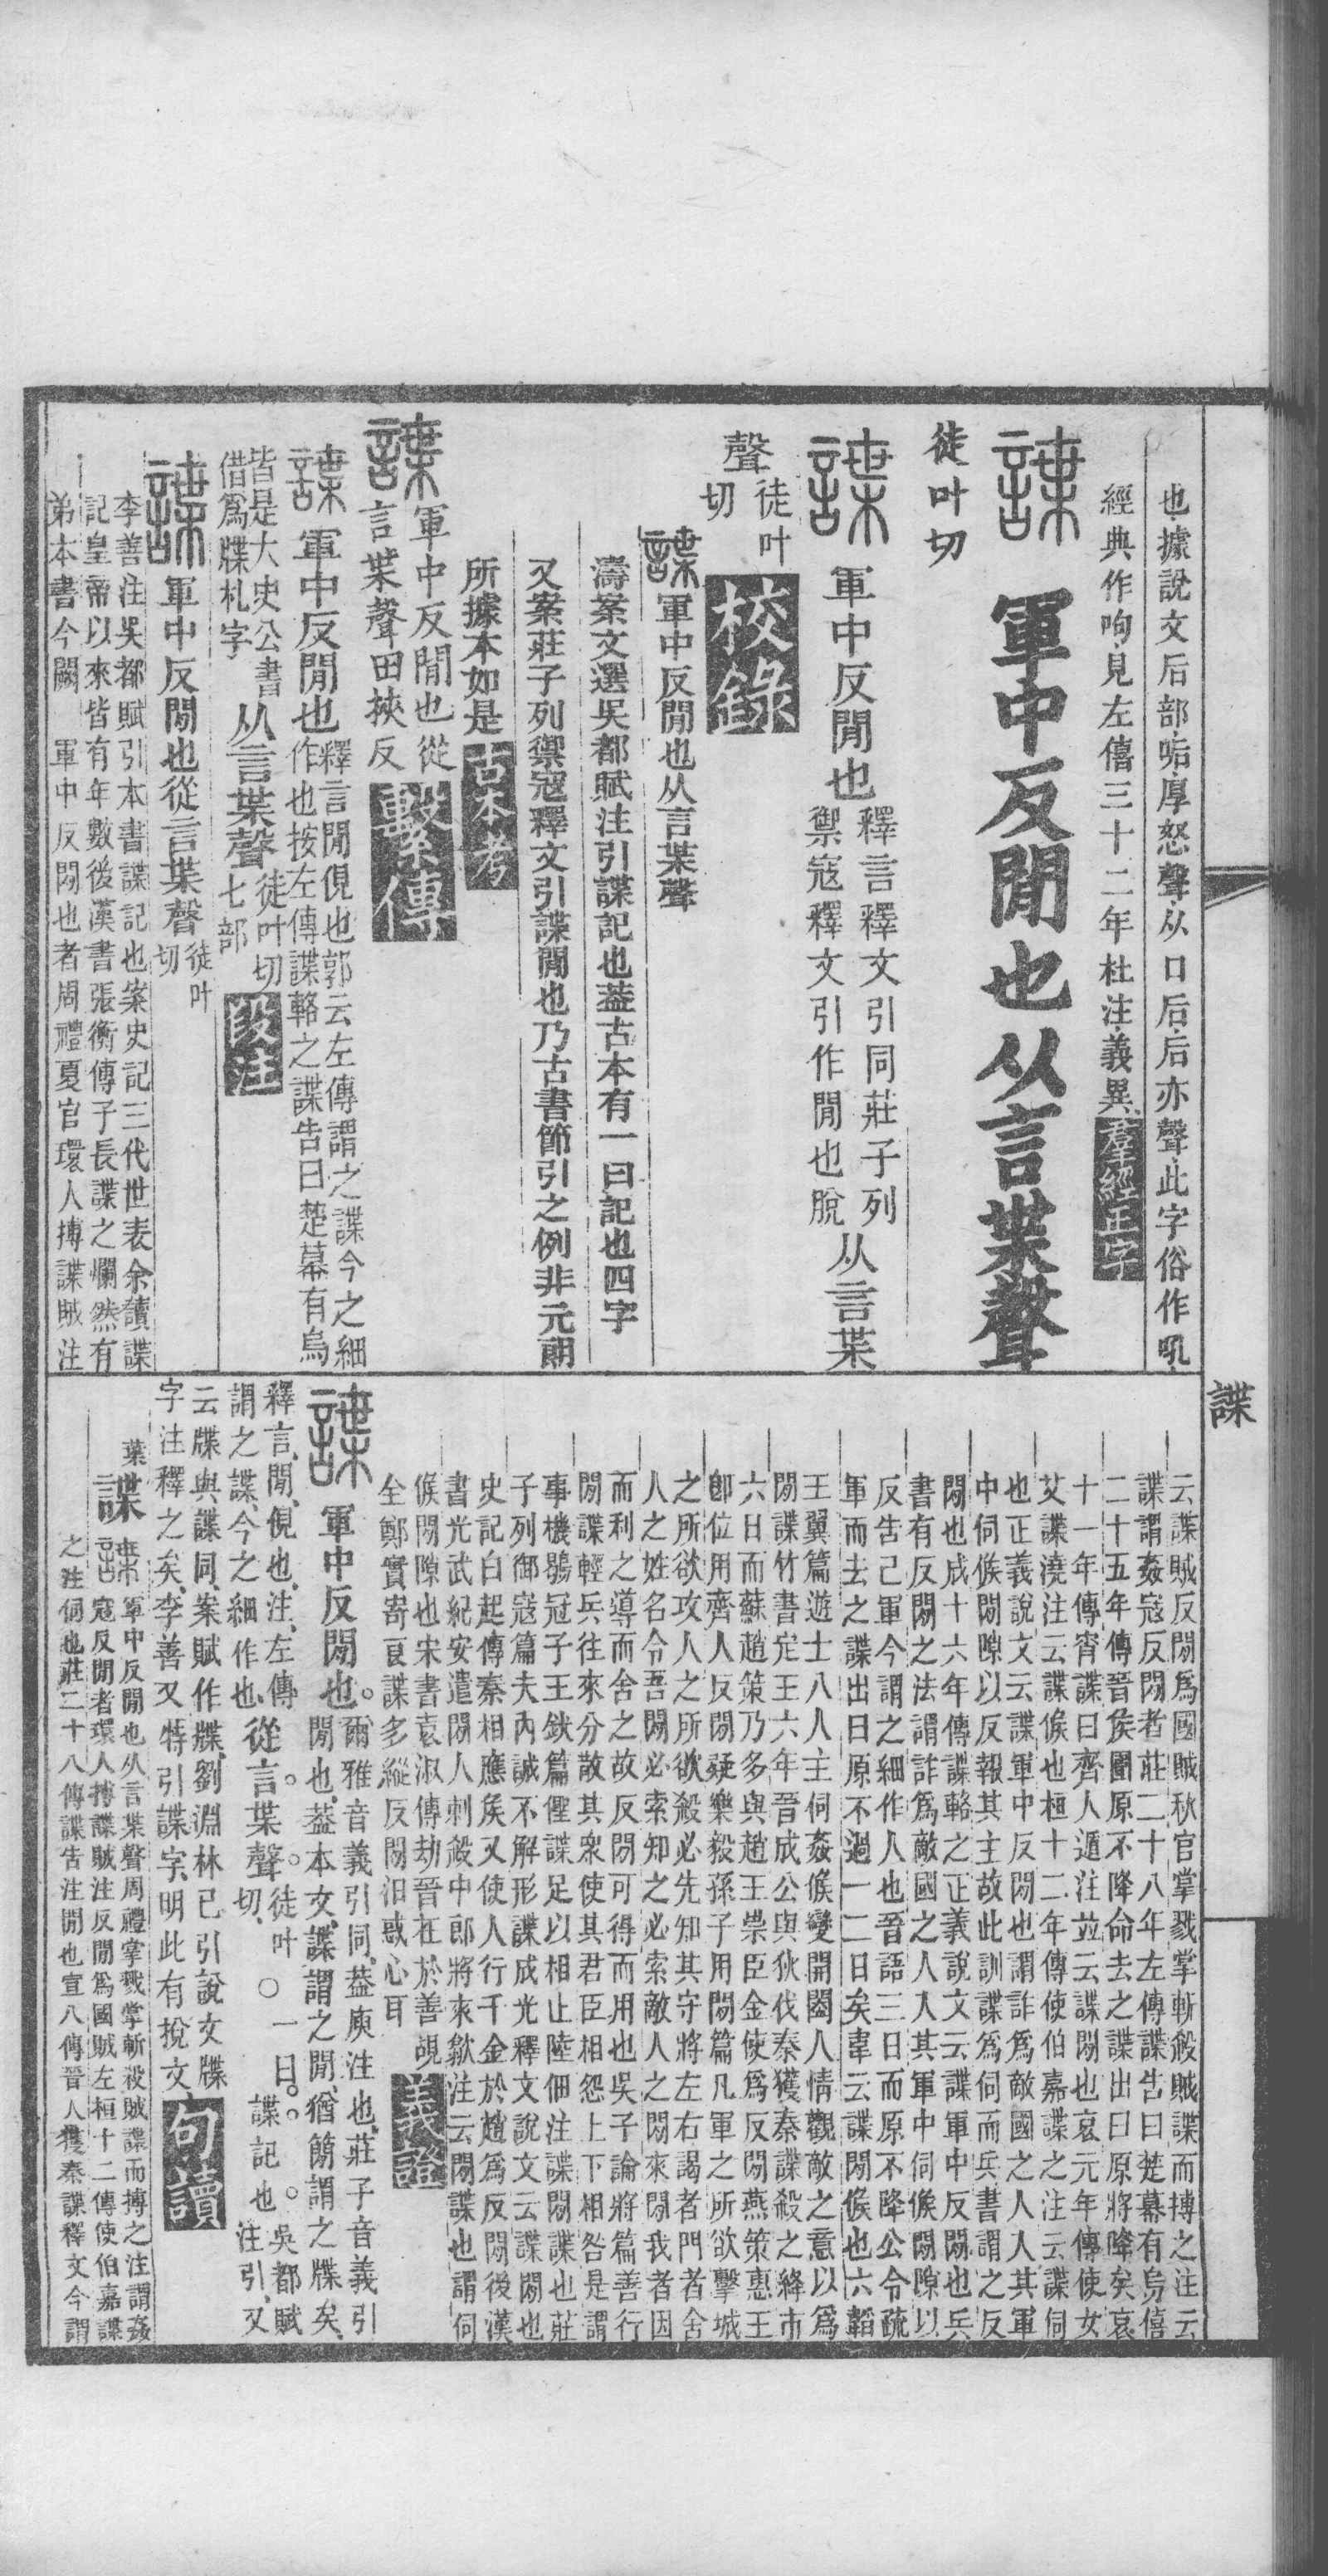 也據說文后部㖃厚怒聲从口后后亦聲此字俗作吼
經典作呴見左僖三十二年杜注義異羣經正字
諜 軍中反閒也从言枼聲
徒叶切
諜 軍中反閒也釋言釋文引同莊子列
禦寇釋文引作閒也脫从言枼
聲徒叶
切校錄
諜軍中反閒也从言枼聲
濤案文選吳都賦注引諜記也葢古本有一曰記也四字
又案莊子列禦寇釋文引諜閒也乃古書節引之例非元朗
所據本如是古本考
諜軍中反閒也從
言枼聲田挾反繫傳
諜軍中反閒也釋言閒俔也郭云左傳謂之諜今之細
作也按左傳諜輅之諜告曰楚幕有烏
皆是大史公書
借爲牒札字从言枼聲徒叶切
七部段注
諜軍中反閒也從言枼聲徒叶
切
李善注吳都賦引本書諜記也案史記三代世表余讀諜
記皇帝以來皆有年數後漢書張衡傳子長諜之爛然有
弟本書今闕 軍中反閒也者周禮夏官環人搏諜賊注
諜
云諜賊反閒爲國賊秋官掌戮掌斬殺賊諜而搏之注云
諜謂姦寇反閒者莊二十八年左傳諜告曰楚幕有烏僖
二十五年傳晉侯圍原不降命去之諜出曰原將降矣哀
十一年傳宵諜曰齊人遁注並云諜閒也哀元年傳使女
艾諜澆注云諜候也桓十二年傳使伯嘉諜之注云諜伺
也正義說文云諜軍中反閒也謂詐爲敵國之人入其軍
中伺候閒隙以反報其主故此訓諜爲伺而兵書謂之反
閒也成十六年傳諜輅之正義說文云諜軍中反閒也兵
書有反閒之法謂詐爲敵國之人入其軍中伺候閒隙以
反告己軍今謂之細作人也晉語三日而原不降公令疏
軍而去之諜出曰原不過一二日矣韋云諜閒候也六韜
王翼篇遊士八人主伺姦候變開闔人情觀敵之意以爲
閒諜竹書定王六年晉成公與狄伐秦獲秦諜殺之絳市
六日而蘇趙策乃多與趙王祟臣金使爲反閒燕策惠王
卽位用齊人反閒疑樂毅孫子用閒篇凡軍之所欲擊城
之所欲攻人之所欲殺必先知其守將左右謁者門者舍
人之姓名令吾閒必索知之必索敵人之閒來閒我者因
而利之導而舍之故反閒可得而用也吳子論將篇善行
閒諜輕兵往來分散其衆使其君臣相怨上下相咎是謂
事機鶡冠子王鈇篇俚諜足以相止陸佃注諜閒諜也莊
子列御寇篇夫內誠不解形諜成光釋文說文云諜閒也
史記白起傳秦相應侯又使人行千金於趙爲反閒後漢
書光武紀安遣閒人刺殺中郎將來歙注云閒諜也謂伺
候閒隙也宋書袁淑傳劫晉在於善覘
全鄭實寄良諜多縱反閒汨惑心耳義證
諜 軍中反閒也。爾雅音義引同葢庾注也莊子音義引
閒也葢本文諜謂之閒猶簡謂之牒矣
釋言閒俔也注左傳
謂之諜今之細作也從言枼聲。徒叶
切○一曰。諜記也。吳都賦
注引又
云牒與諜同案賦作牒劉淵林已引說文牒
字注釋之矣李善又特引諜字明此有捝文句讀
葉諜諜軍中反閒也从言枼聲周禮掌戮掌斬殺賊諜而搏之注謂姦
寇反閒者環人搏諜賊注反閒爲國賊左桓十二傳使伯嘉諜
之注伺也莊二十八傳諜告注閒也宣八傳晉人獲秦諜釋文今謂